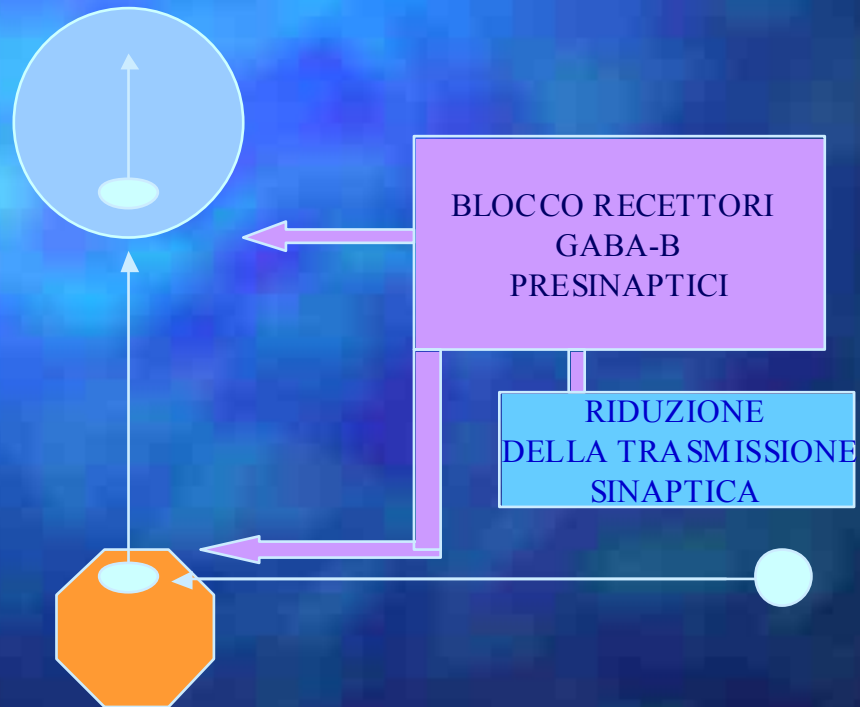 BLOCCO RECETTORI
GABA-B
PRESINAPTICI
RIDUZIONE
DELLA TRASMISSIONE
SINAPTICA